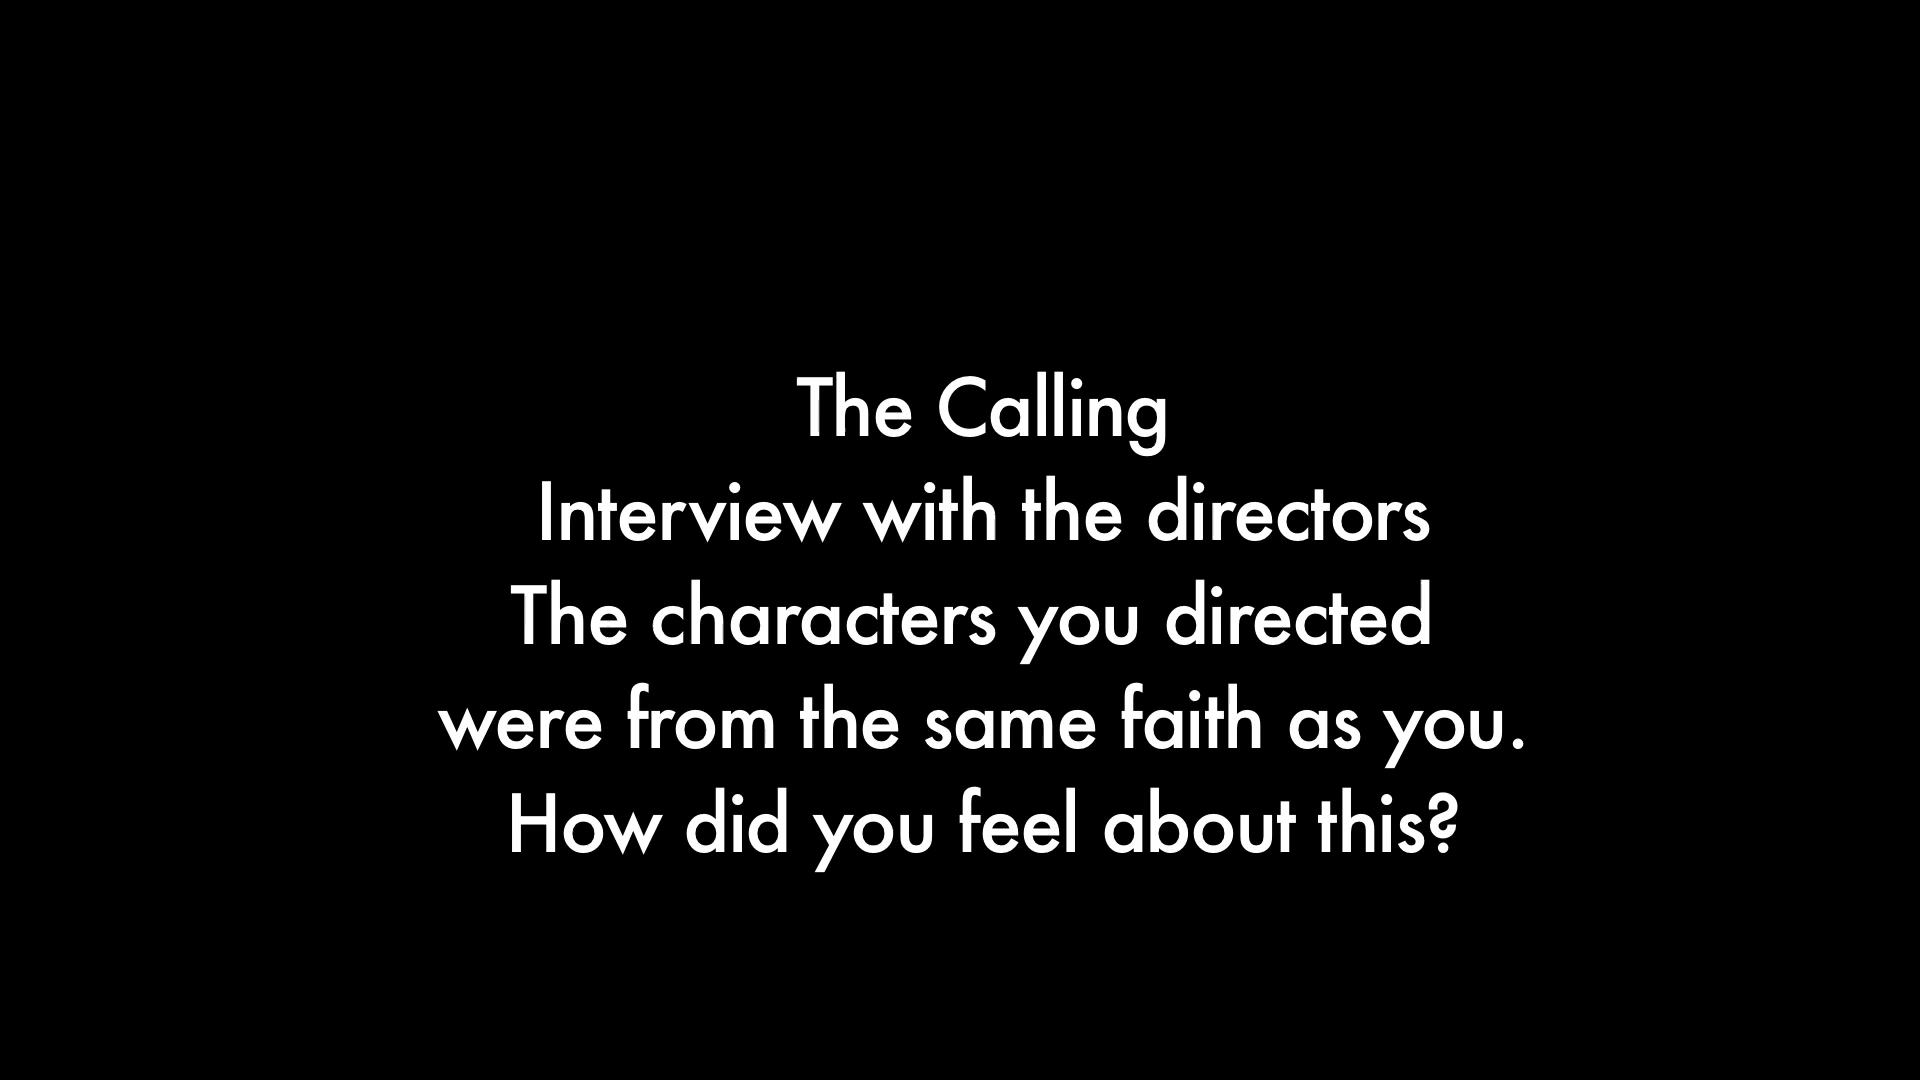 The Calling
Interview with the directors
The characters you directed
were from the same faith as you.
How did you feel about this?